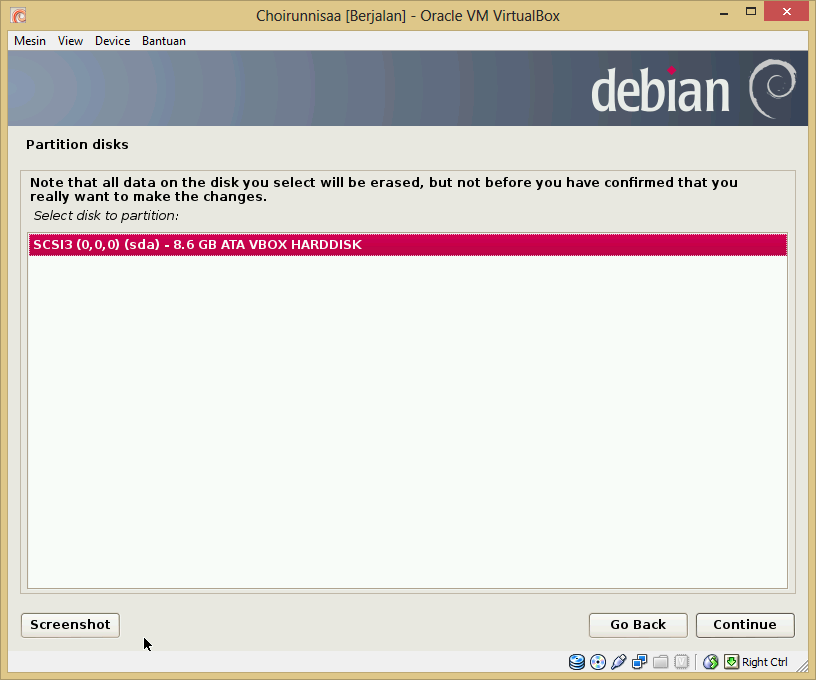 Choirunnisaa [Berjalan] - Oracle VM VirtualBox
Mesin View Device Bantuan
debian
Partition disks
Note that all data on the disk you select will be erased, but not before you have confirmed that you
really want to make the changes.
Select disk to partition:
SCSI3 (0,0,0) (sda) - 8.6 GB ATA VBOX HARDDISK
Screenshot Go Back Continue
Right Ctrl